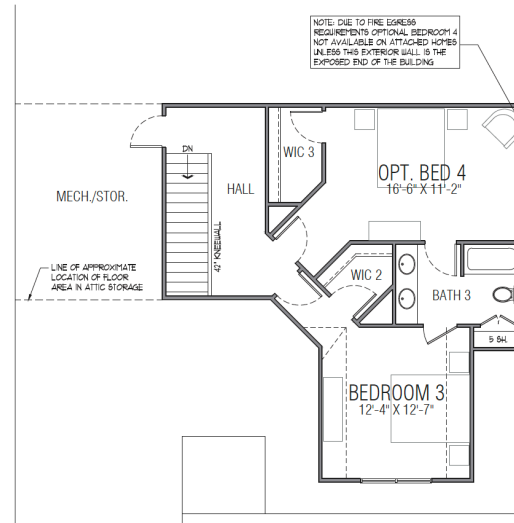 NOTE: DUE TO FIRE EGRESS
REQUIREMENTS OPTIONAL BEDROOM 4
NOT AVAILABLE ON ATTACHED HOMES
UNLESS THIS EXTERIOR WALL IS THE
EXPOSED END OF THE BUILDING
DN
WIC 3
OPT. BED 4
16'-6" X 11'-2"
MECH./STOR.
HALL
42" KNEEWALL
LINE OF APPROXIMATE
LOCATION OF FLOOR
AREA IN ATTIC STORAGE
WIC 2
BATH 3
5 SH.
BEDROOM 3
12'-4" X 12'-7"